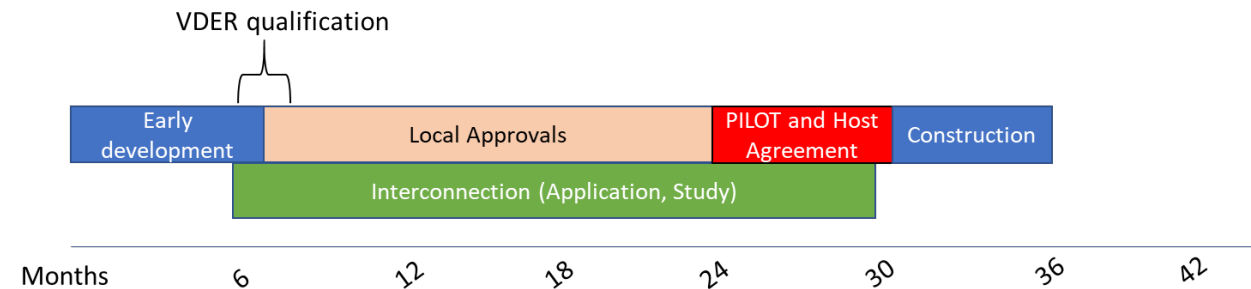 VDER qualification
Early
development
Local Approvals
PILOT and Host
Agreement
Construction
Interconnection (Application, Study)
Months
6
12
18
24
30
36
42